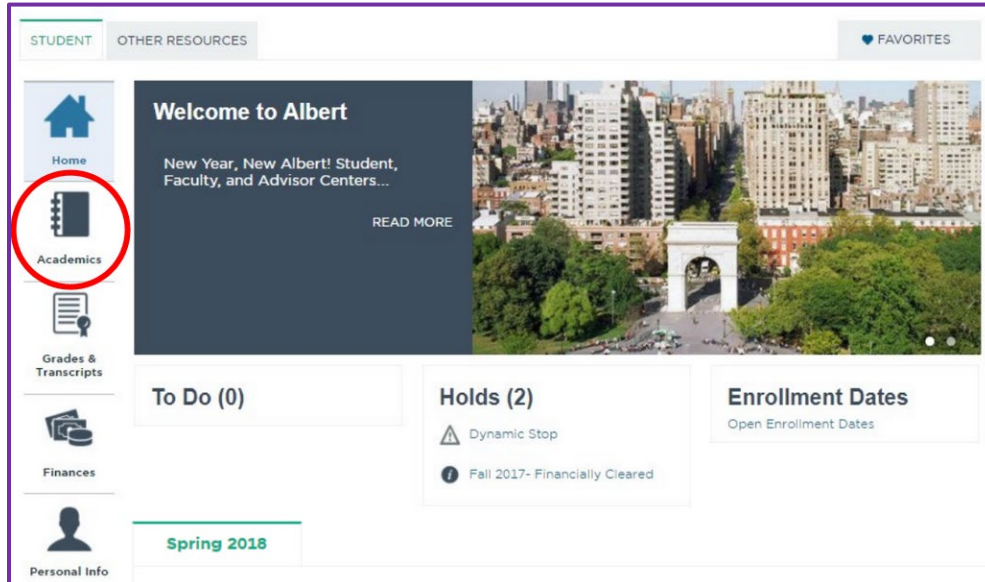 STUDENT
OTHER RESOURCES
FAVORITES
Home
Academics
Grades &
Transcripts
Finances
Personal Info
Welcome to Albert
New Year, New Albert! Student,
Faculty, and Advisor Centers...
READ MORE
To Do (0)
Holds (2)
Dynamic Stop
Fall 2017- Financially Cleared
Enrollment Dates
Open Enrollment Dates
Spring 2018